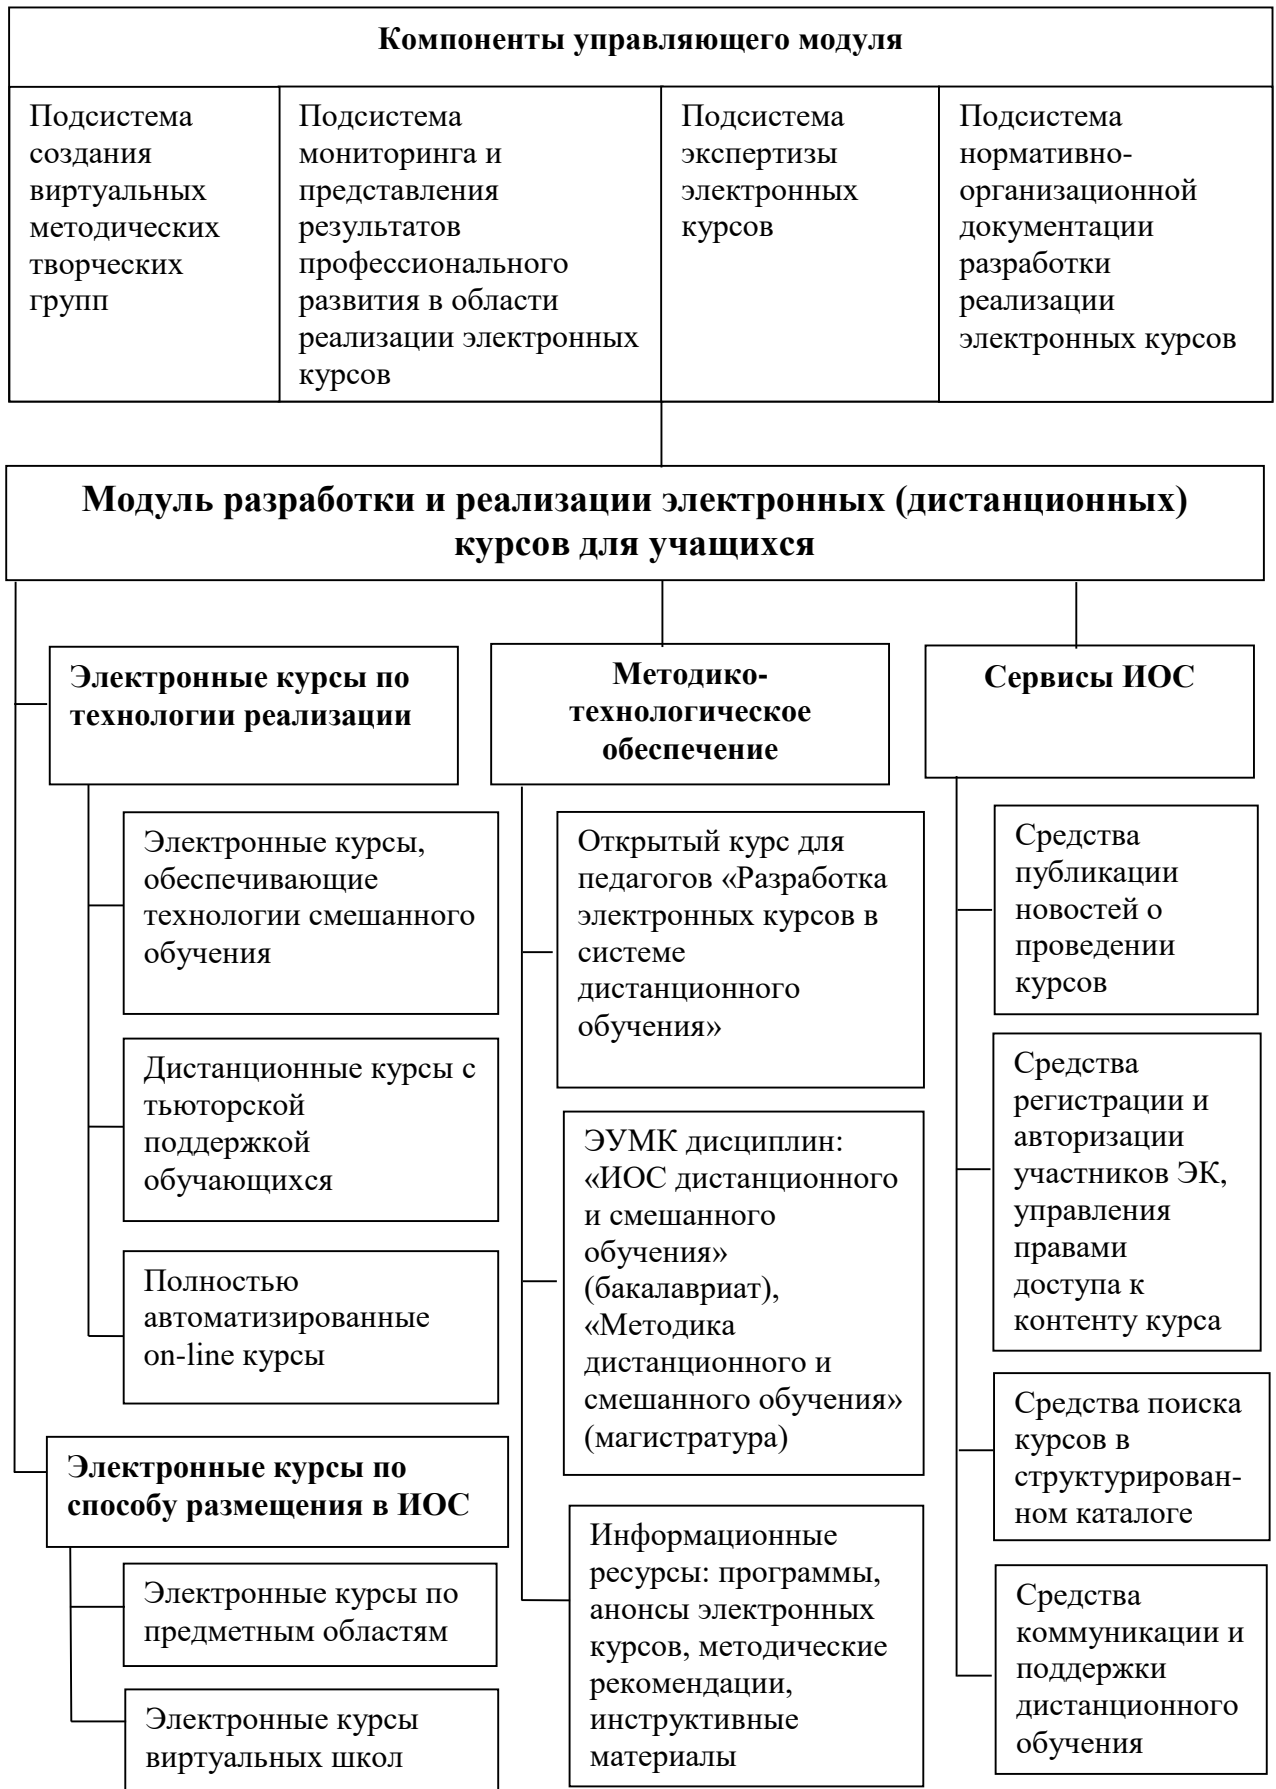 Компоненты управляющего модуля
Подсистема
создания
виртуальных
методических
творческих
групп
Подсистема
мониторинга и
представления
результатов
профессионального
развития в области
реализации электронных
курсов
Подсистема
экспертизы
электронных
курсов
Подсистема
нормативно-
организационной
документации
разработки
реализации
электронных курсов
Модуль разработки и реализации электронных (дистанционных)
курсов для учащихся
Электронные курсы по
технологии реализации
Электронные курсы,
обеспечивающие
технологии смешанного
обучения
Дистанционные курсы с
тьюторской
поддержкой
обучающихся
Полностью
автоматизированные
on-line курсы
Электронные курсы по
способу размещения в ИОС
Электронные курсы по
предметным областям
Электронные курсы
виртуальных школ
Методико-
технологическое
обеспечение
Открытый курс для
педагогов «Разработка
электронных курсов в
системе
дистанционного
обучения»
ЭУМК дисциплин:
«ИОС дистанционного
и смешанного
обучения»
(бакалавриат),
«Методика
дистанционного и
смешанного обучения»
(магистратура)
Информационные
ресурсы: программы,
анонсы электронных
курсов, методические
рекомендации,
инструктивные
материалы
Сервисы ИОС
Средства
публикации
новостей о
проведении
курсов
Средства
регистрации и
авторизации
участников ЭК,
управления
правами
доступа к
контенту курса
Средства поиска
курсов в
структурирован-
ном каталоге
Средства
коммуникации и
поддержки
дистанционного
обучения